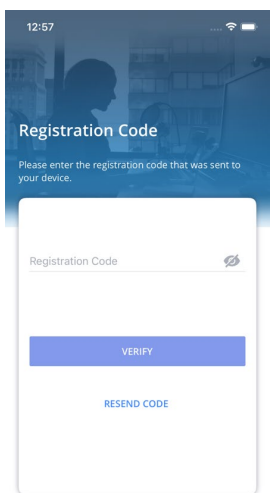 12:57
Registration Code
Please enter the registration code that was sent to
your device.
Registration Code
VERIFY
RESEND CODE